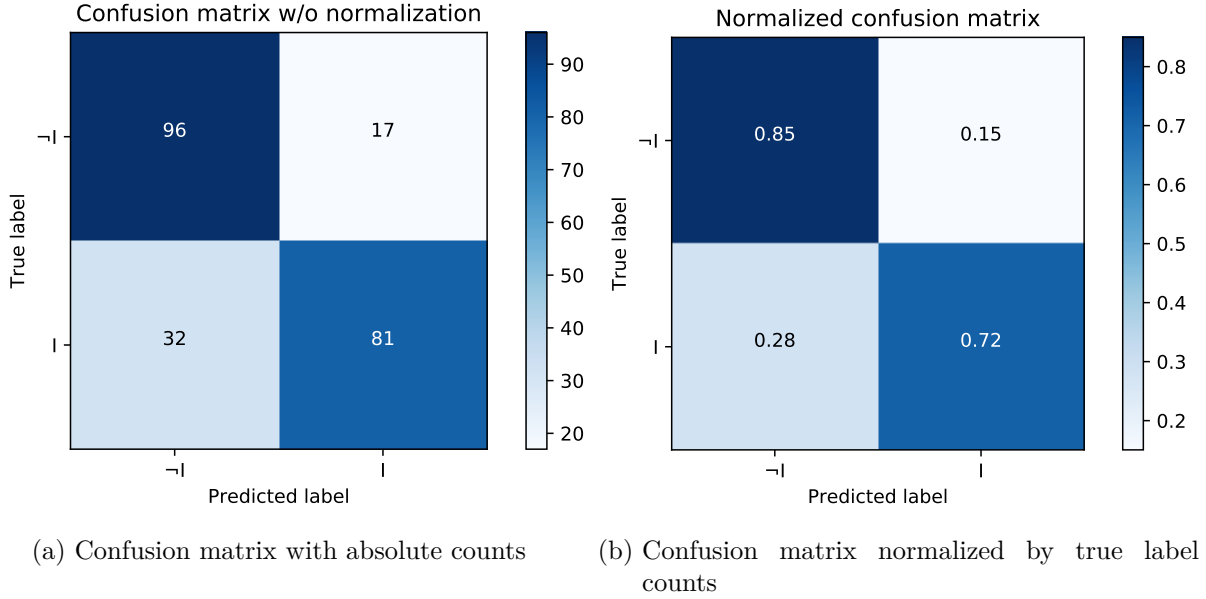 Confusion matrix w/o normalization
True label
¬I
I
96
17
32
81
¬I
I
Predicted label
90
80
70
60
50
40
30
20
(a) Confusion matrix with absolute counts
Normalized confusion matrix
True label
¬I
I
0.85
0.15
0.28
0.72
¬I
I
Predicted label
0.8
0.7
0.6
0.5
0.4
0.3
0.2
(b) Confusion matrix normalized by true label
counts